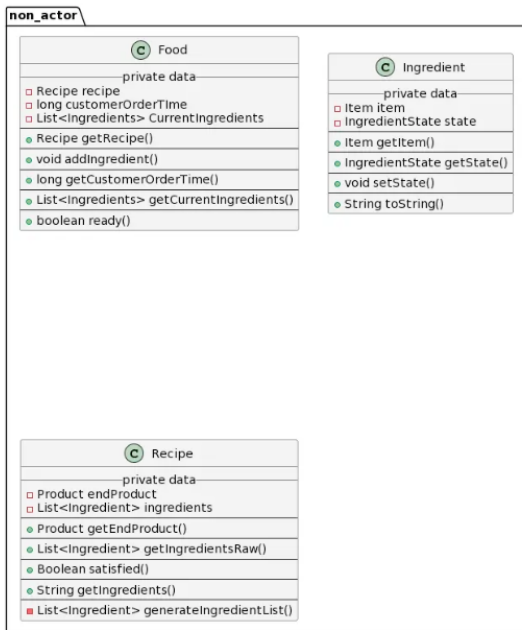 non_actor
C Food
private data
Recipe recipe
long customerOrderTIme
List<Ingredients> CurrentIngredients
Recipe getRecipe()
void addIngredient()
long getCustomerOrderTime()
List<Ingredients> getCurrentIngredients()
boolean ready()
C Ingredient
private data
Item item
IngredientState state
Item getItem()
IngredientState getState()
void setState()
String toString()
C Recipe
private data
Product endProduct
List<Ingredient> ingredients
Product getEndProduct()
List<Ingredient> getIngredientsRaw()
Boolean satisfied()
String getIngredients()
List<Ingredient> generateIngredientList()